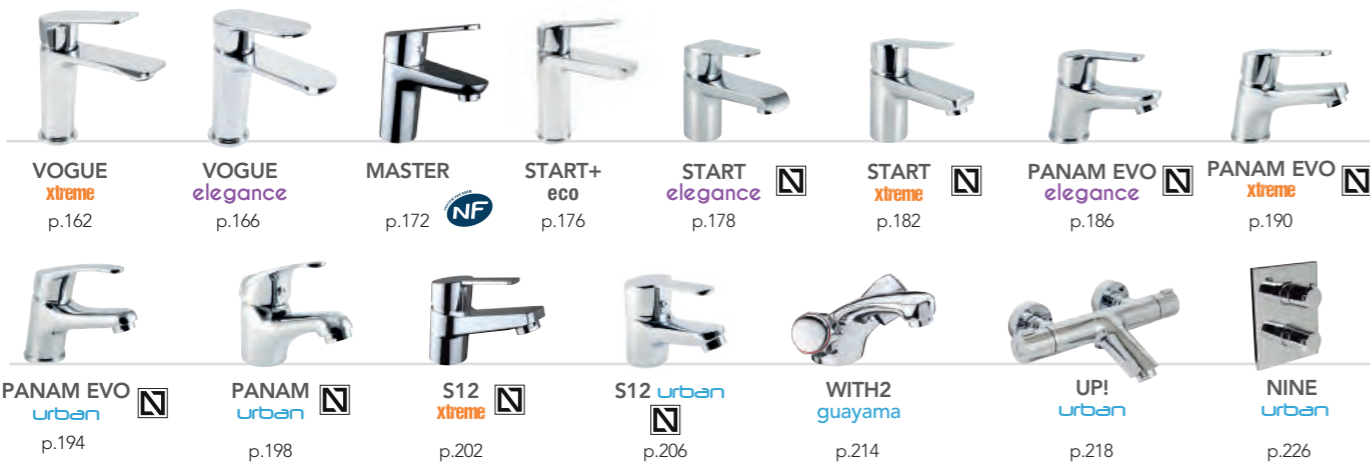 VOGUE
xtreme
p.162
VOGUE
elegance
p.166
MASTER
NF
p.172
START+
eco
p.176
START
elegance
N
p.178
START
xtreme
N
p.182
PANAM EVO
elegance
N
p.186
PANAM EVO
xtreme
N
p.190
PANAM EVO
urban
N
p.194
PANAM
urban
N
p.198
S12
xtreme
N
p.202
S12 urban
N
p.206
WITH2
guayama
p.214
UP!
urban
p.218
NINE
urban
p.226